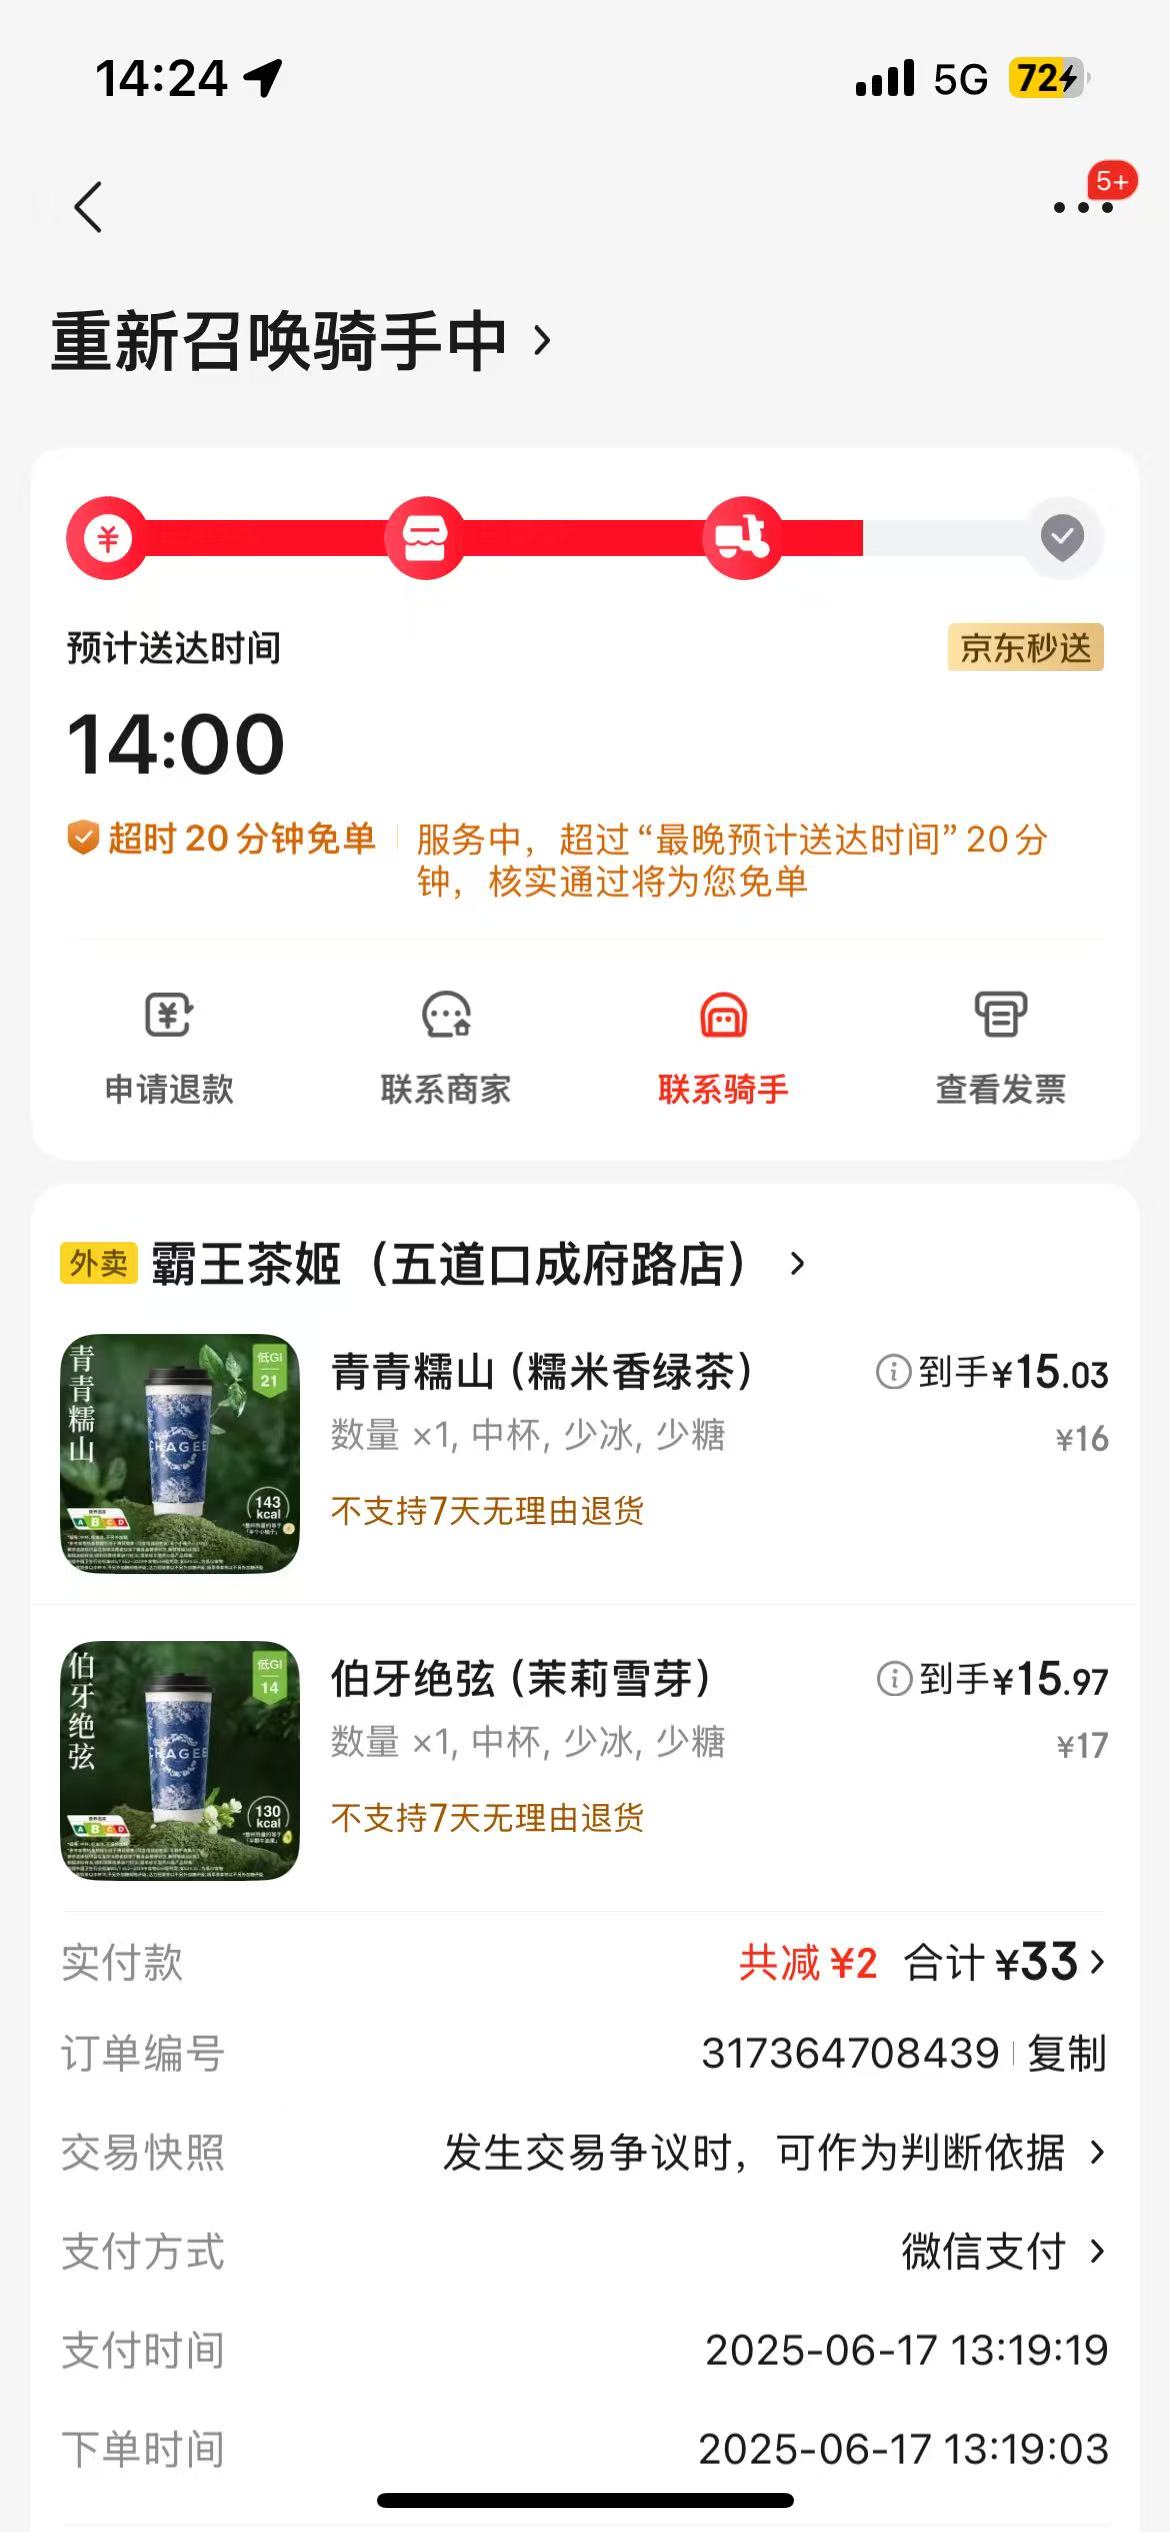 14:24
5G 72
5+
重新召唤骑手中
预计送达时间
京东秒送
14:00
超时20分钟免单
服务中，超过“最晚预计送达时间”20分
钟，核实通过将为您免单
申请退款
联系商家
联系骑手
查看发票
外卖 霸王茶姬（五道口成府路店）
青青糯山
低GI
21
CHAGEE
143
kcal
A B C D
青青糯山（糯米香绿茶）
到手¥15.03
数量 ×1, 中杯, 少冰, 少糖
¥16
不支持7天无理由退货
伯牙绝弦
低GI
14
CHAGEE
130
kcal
A B C D
伯牙绝弦（茉莉雪芽）
到手¥15.97
数量 ×1, 中杯, 少冰, 少糖
¥17
不支持7天无理由退货
实付款
共减 ¥2 合计 ¥33
订单编号
317364708439 复制
交易快照
发生交易争议时，可作为判断依据
支付方式
微信支付
支付时间
2025-06-17 13:19:19
下单时间
2025-06-17 13:19:03